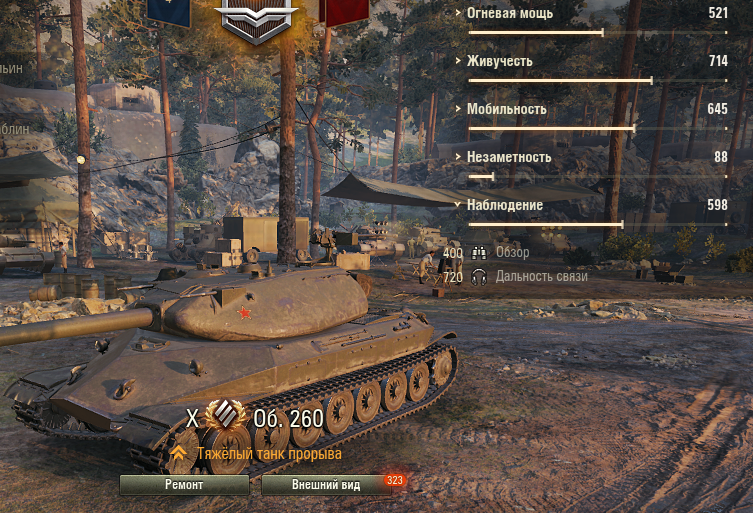 Огневая мощь 521
Живучесть 714
Мобильность 645
Незаметность 88
Наблюдение 598
400 Обзор
720 Дальность связи
X Об. 260
Тяжёлый танк прорыва
Ремонт
Внешний вид 323